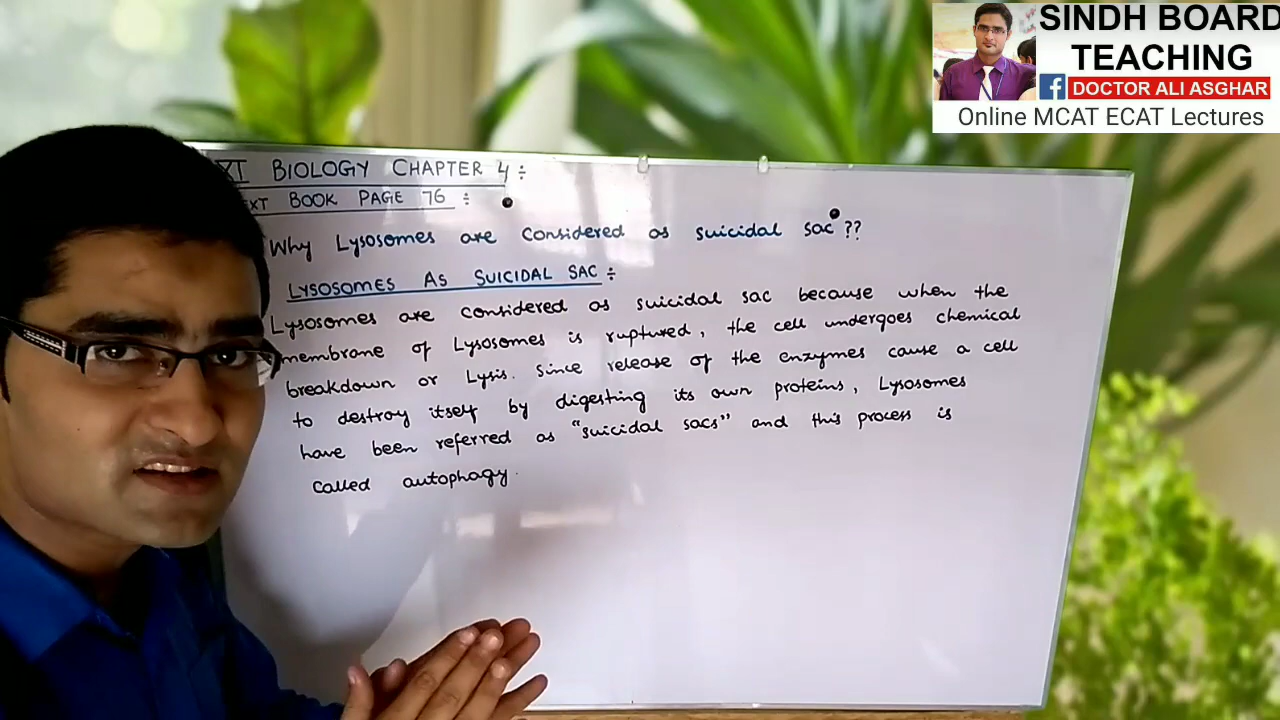 SINDH BOARD
TEACHING
f DOCTOR ALI ASGHAR
Online MCAT ECAT Lectures
XI BIOLOGY CHAPTER 4:
EXT BOOK PAGE 76:
Why Lysosomes are considered as suicidal sac??
LYSOSOMES AS SUICIDAL SAC:
Lysosomes are considered as suicidal sac because when the
membrane of Lysosomes is ruptured, the cell undergoes chemical
breakdown or Lysis. Since release of the enzymes cause a cell
to destroy itself by digesting its own proteins, Lysosomes
have been referred as "suicidal sacs" and this process is
called autophagy.